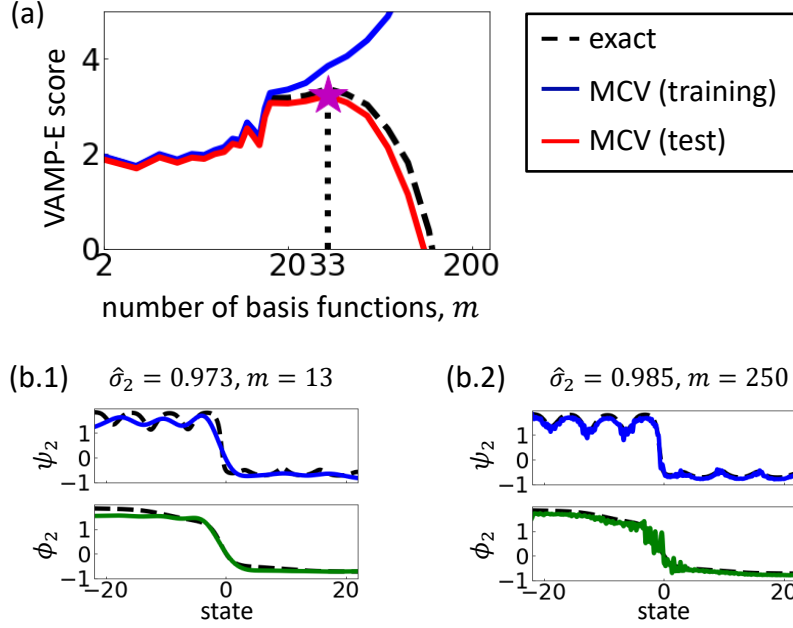 (a)
VAMP-E score
4
2
0
2
20
33
200
number of basis functions, m
exact
MCV (training)
MCV (test)
(b.1)
σ̂₂ = 0.973, m = 13
ψ₂
1
0
−1
ϕ₂
1
0
−1
−20
0
20
state
(b.2)
σ̂₂ = 0.985, m = 250
ψ₂
1
0
−1
ϕ₂
1
0
−1
−20
0
20
state